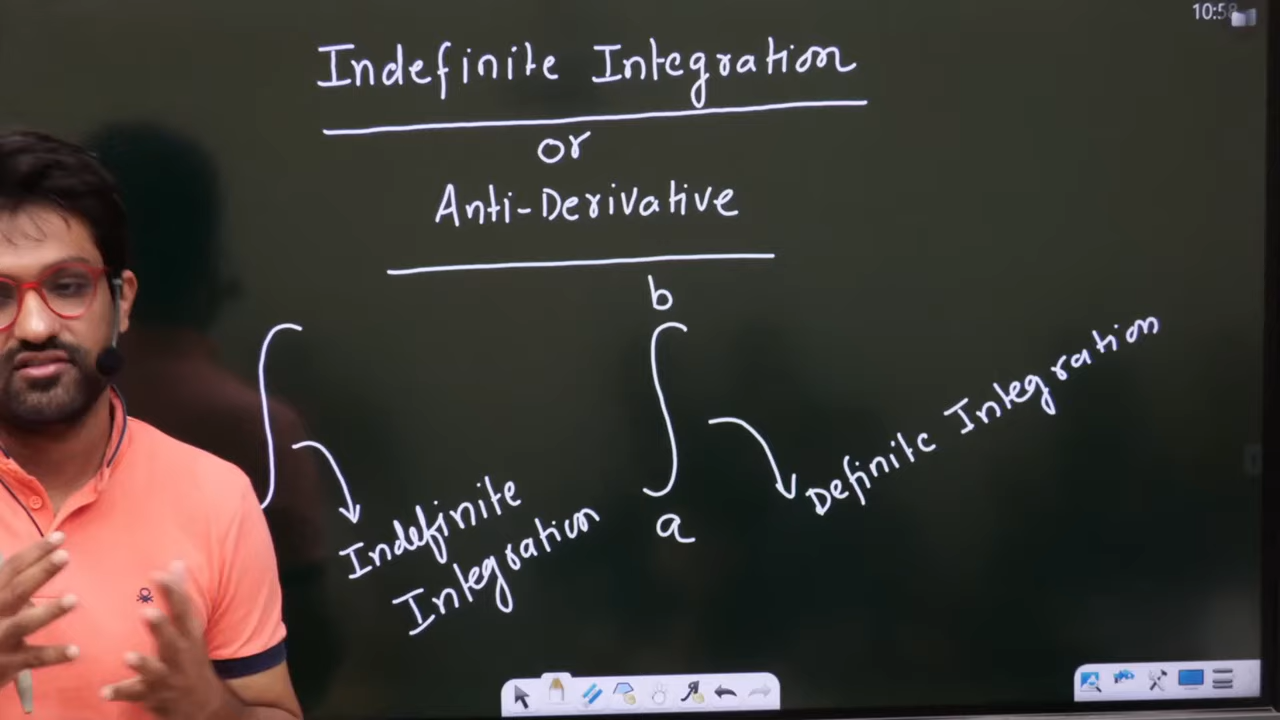 10:58
Indefinite Integration
or
Anti-Derivative
∫
Indefinite
Integration
b
∫
a
Definite Integration